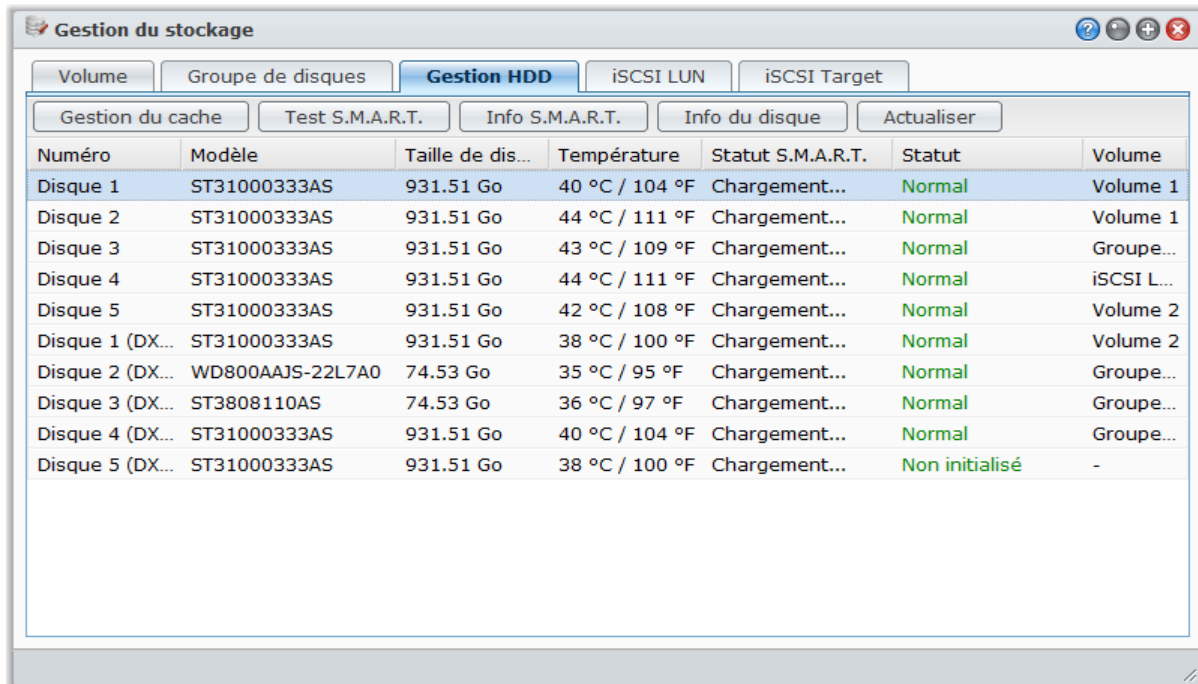 Gestion du stockage
Volume Groupe de disques Gestion HDD iSCSI LUN iSCSI Target
Gestion du cache Test S.M.A.R.T. Info S.M.A.R.T. Info du disque Actualiser
Numéro Modèle Taille de dis... Température Statut S.M.A.R.T. Statut Volume
Disque 1 ST31000333AS 931.51 Go 40 °C / 104 °F Chargement... Normal Volume 1
Disque 2 ST31000333AS 931.51 Go 44 °C / 111 °F Chargement... Normal Volume 1
Disque 3 ST31000333AS 931.51 Go 43 °C / 109 °F Chargement... Normal Groupe...
Disque 4 ST31000333AS 931.51 Go 44 °C / 111 °F Chargement... Normal iSCSI L...
Disque 5 ST31000333AS 931.51 Go 42 °C / 108 °F Chargement... Normal Volume 2
Disque 1 (DX... ST31000333AS 931.51 Go 38 °C / 100 °F Chargement... Normal Volume 2
Disque 2 (DX... WD800AAJS-22L7A0 74.53 Go 35 °C / 95 °F Chargement... Normal Groupe...
Disque 3 (DX... ST3808110AS 74.53 Go 36 °C / 97 °F Chargement... Normal Groupe...
Disque 4 (DX... ST31000333AS 931.51 Go 40 °C / 104 °F Chargement... Normal Groupe...
Disque 5 (DX... ST31000333AS 931.51 Go 38 °C / 100 °F Chargement... Non initialisé -